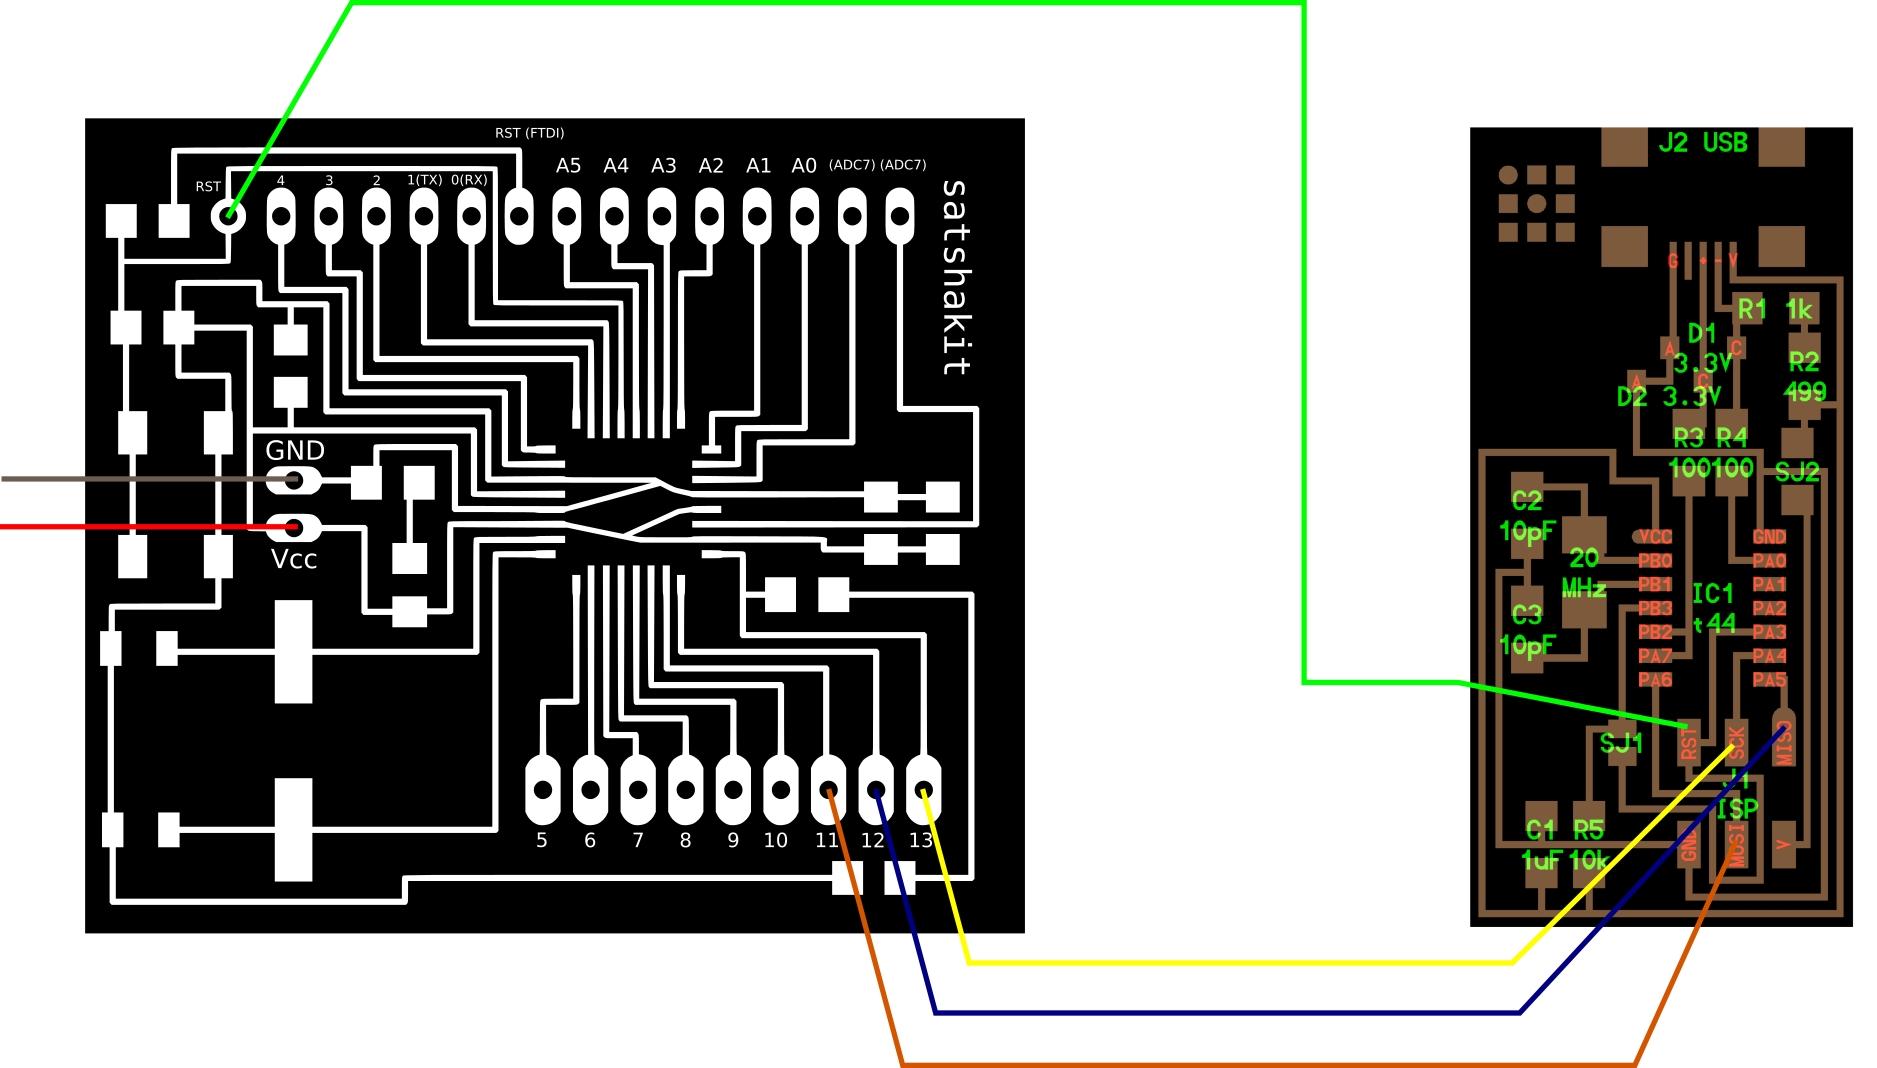 RST (FTDI)
A5 A4 A3 A2 A1 A0 (ADC7) (ADC7)
RST 4 3 2 1(TX) 0(RX)
satshakit
GND
Vcc
5 6 7 8 9 10 11 12 13
J2 USB
G + - V
R1 1k
D1
3.3V
A C
R2
499
A C
D2 3.3V
R3 R4
100 100
SJ2
C2
10pF
20
MHz
C3
10pF
VCC GND
PB0 PA0
PB1 PA1
PB3 PA2
PB2 PA3
PA7 PA4
PA6 PA5
IC1
t44
SJ1
RST SCK MISO
J1
ISP
C1
1uF
R5
10k
GND MOSI V